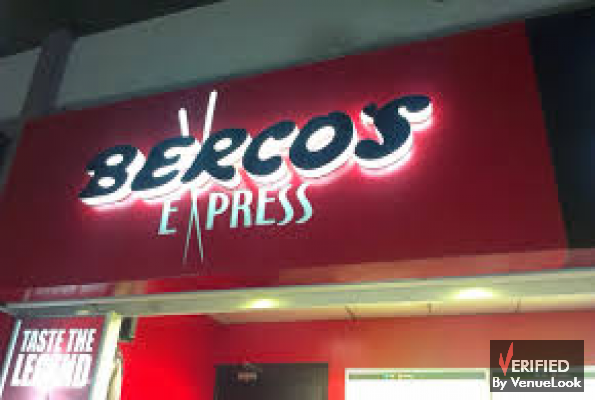 BERCO'S
EXPRESS
TASTE THE
LEGEND
VERIFIED
By VenueLook